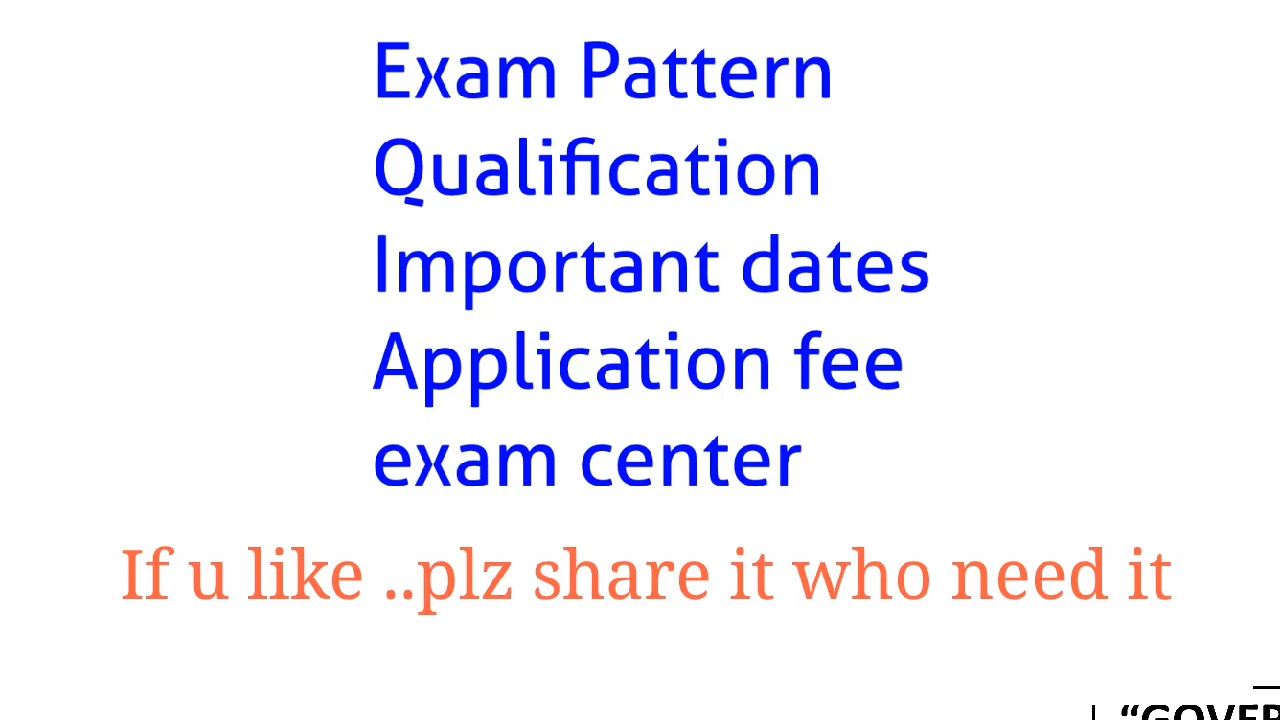 Exam Pattern
Qualification
Important dates
Application fee
exam center
If u like ..plz share it who need it